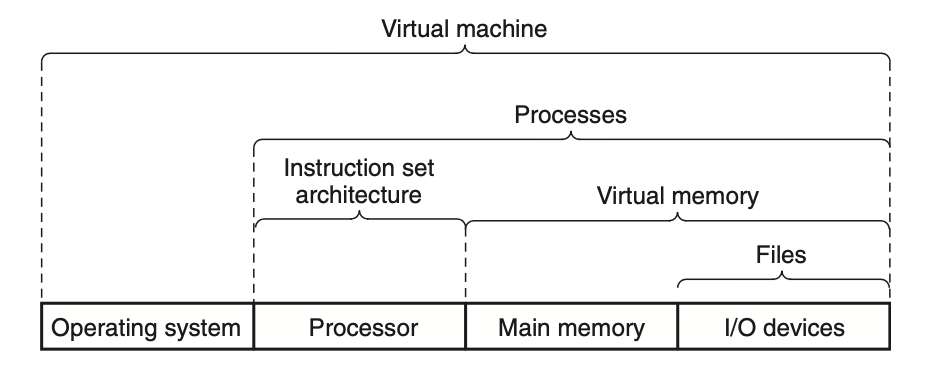 Virtual machine
Processes
Instruction set
architecture
Virtual memory
Files
Operating system
Processor
Main memory
I/O devices